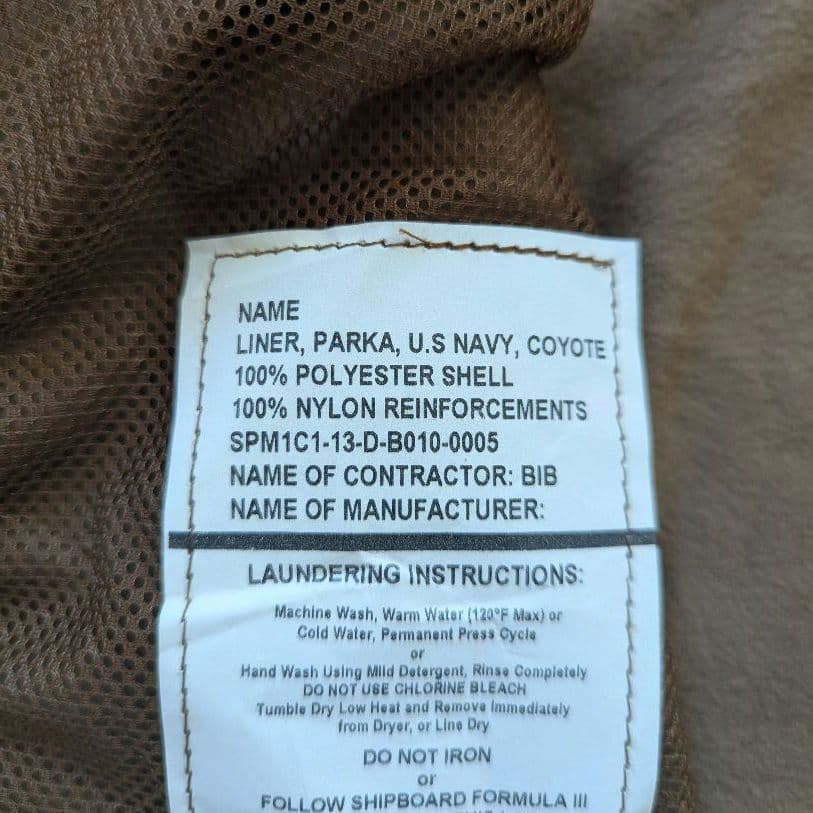 NAME
LINER, PARKA, U.S NAVY, COYOTE
100% POLYESTER SHELL
100% NYLON REINFORCEMENTS
SPM1C1-13-D-B010-0005
NAME OF CONTRACTOR: BIB
NAME OF MANUFACTURER:
LAUNDERING INSTRUCTIONS:
Machine Wash, Warm Water (120°F Max) or
Cold Water, Permanent Press Cycle
or
Hand Wash Using Mild Detergent, Rinse Completely
DO NOT USE CHLORINE BLEACH
Tumble Dry Low Heat and Remove Immediately
from Dryer, or Line Dry
DO NOT IRON
or
FOLLOW SHIPBOARD FORMULA III